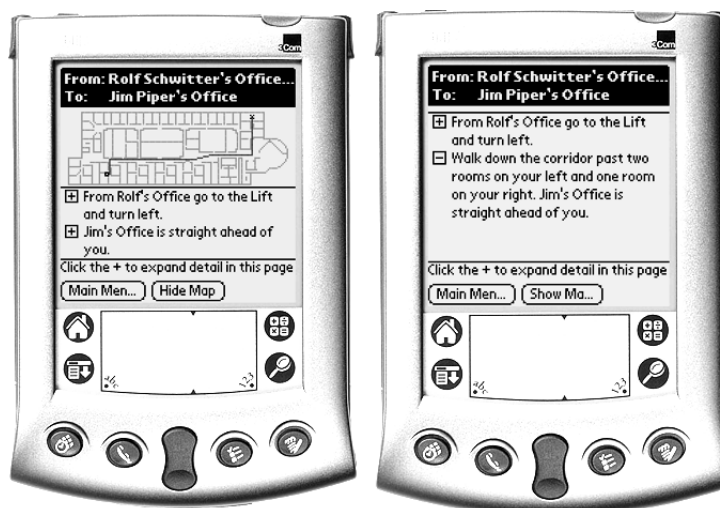 3Com
From: Rolf Schwitter's Office...
To: Jim Piper's Office
+ From Rolf's Office go to the Lift
and turn left.
+ Jim's Office is straight ahead of
you.
Click the + to expand detail in this page
Main Men... Hide Map
abc 123
3Com
From: Rolf Schwitter's Office...
To: Jim Piper's Office
+ From Rolf's Office go to the Lift
and turn left.
− Walk down the corridor past two
rooms on your left and one room
on your right. Jim's Office is
straight ahead of you.
Click the + to expand detail in this page
Main Men... Show Ma...
abc 123